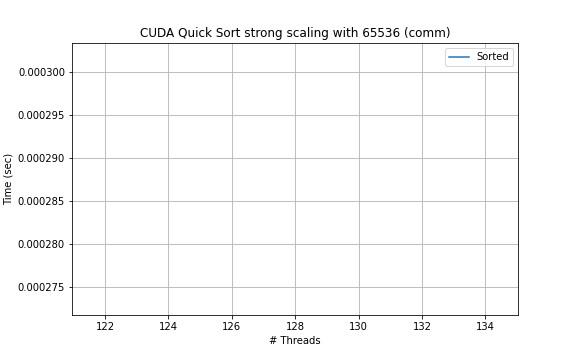 CUDA Quick Sort strong scaling with 65536 (comm)
Sorted
Time (sec)
0.000300
0.000295
0.000290
0.000285
0.000280
0.000275
122 124 126 128 130 132 134
# Threads